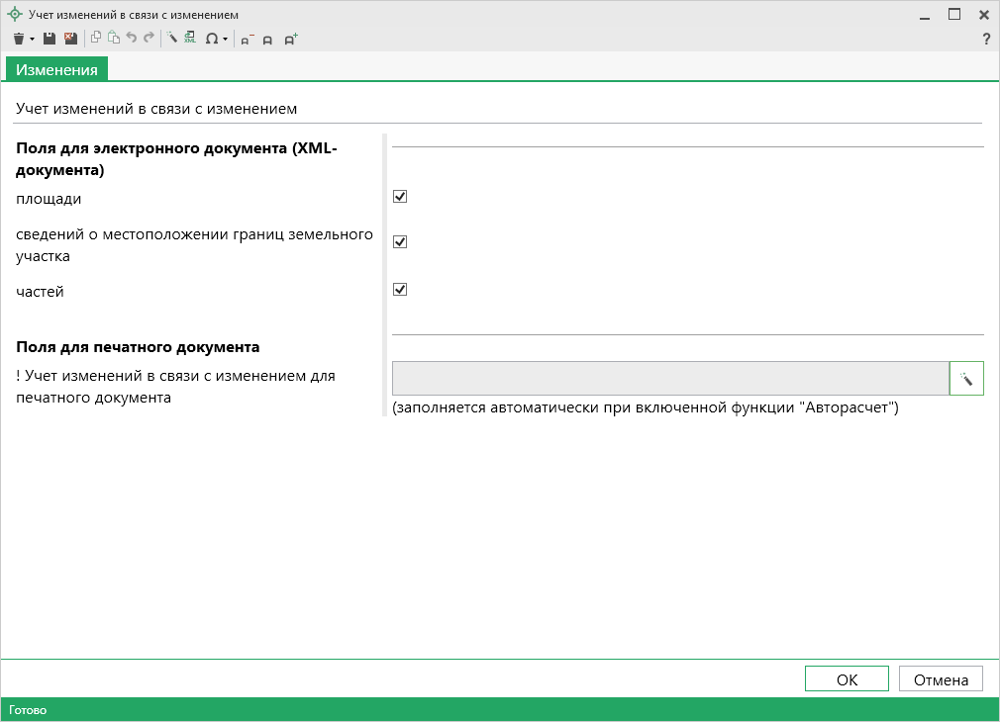 Учет изменений в связи с изменением
XML
Ω
?
Изменения
Учет изменений в связи с изменением
Поля для электронного документа (XML-
документа)
площади
сведений о местоположении границ земельного
участка
частей
Поля для печатного документа
! Учет изменений в связи с изменением для
печатного документа
(заполняется автоматически при включенной функции "Авторасчет")
ОК
Отмена
Готово